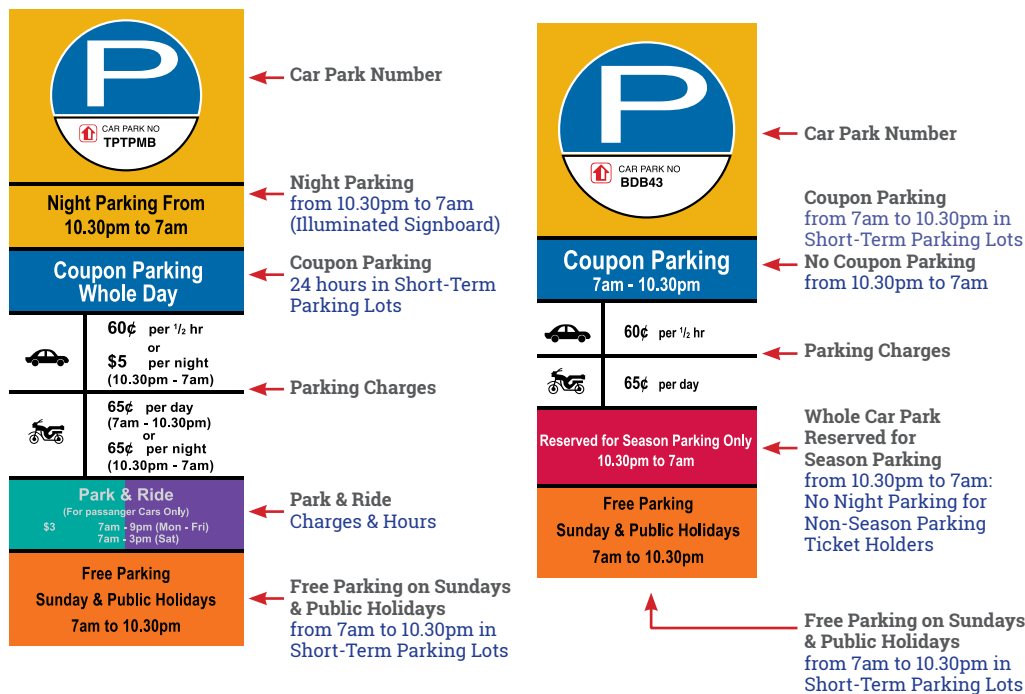 P
CAR PARK NO
TPTPMB
Night Parking From
10.30pm to 7am
Coupon Parking
Whole Day
60¢ per 1/2 hr
or
$5 per night
(10.30pm - 7am)
65¢ per day
(7am - 10.30pm)
or
65¢ per night
(10.30pm - 7am)
Park & Ride
(For passanger Cars Only)
$3 7am - 9pm (Mon - Fri)
7am - 3pm (Sat)
Free Parking
Sunday & Public Holidays
7am to 10.30pm
Car Park Number
Night Parking
from 10.30pm to 7am
(Illuminated Signboard)
Coupon Parking
24 hours in Short-Term
Parking Lots
Parking Charges
Park & Ride
Charges & Hours
Free Parking on Sundays
& Public Holidays
from 7am to 10.30pm in
Short-Term Parking Lots
P
CAR PARK NO
BDB43
Coupon Parking
7am - 10.30pm
60¢ per 1/2 hr
65¢ per day
Reserved for Season Parking Only
10.30pm to 7am
Free Parking
Sunday & Public Holidays
7am to 10.30pm
Car Park Number
Coupon Parking
from 7am to 10.30pm in
Short-Term Parking Lots
No Coupon Parking
from 10.30pm to 7am
Parking Charges
Whole Car Park
Reserved for
Season Parking
from 10.30pm to 7am:
No Night Parking for
Non-Season Parking
Ticket Holders
Free Parking on Sundays
& Public Holidays
from 7am to 10.30pm in
Short-Term Parking Lots